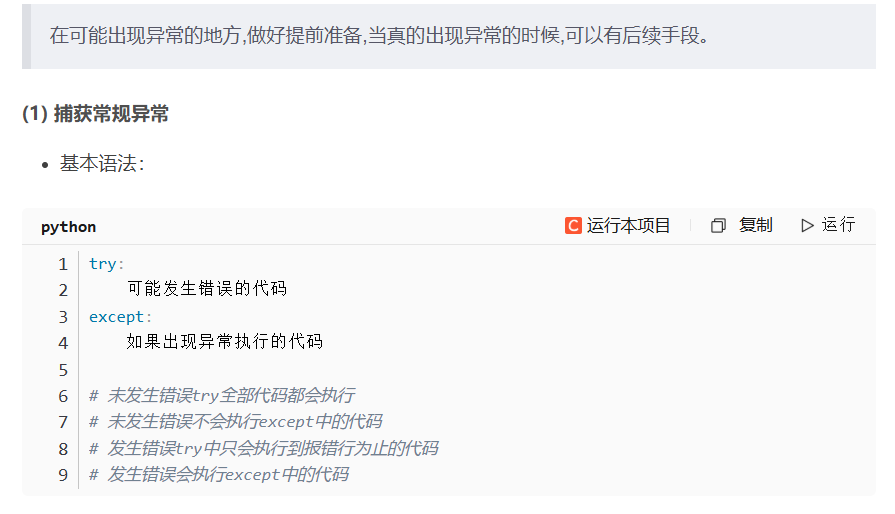 在可能出现异常的地方,做好提前准备,当真的出现异常的时候,可以有后续手段。
(1) 捕获常规异常
• 基本语法：
python C 运行本项目 复制 运行
1 try:
2     可能发生错误的代码
3 except:
4     如果出现异常执行的代码
5
6 # 未发生错误try全部代码都会执行
7 # 未发生错误不会执行except中的代码
8 # 发生错误try中只会执行到报错行为止的代码
9 # 发生错误会执行except中的代码